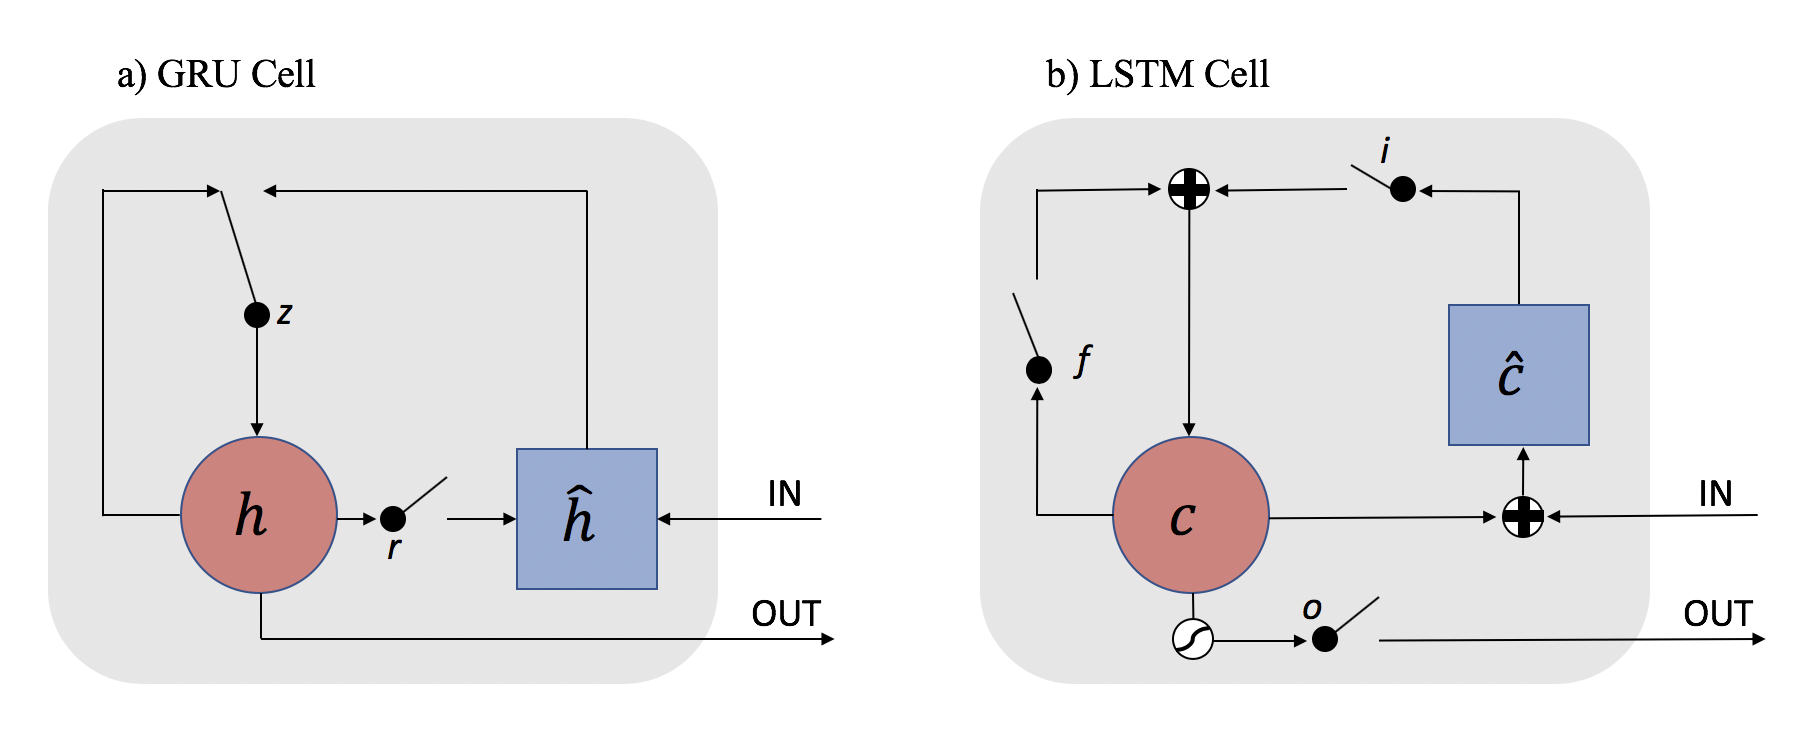 a) GRU Cell
z
h
r
ĥ
IN
OUT
b) LSTM Cell
i
f
ĉ
c
IN
o
OUT